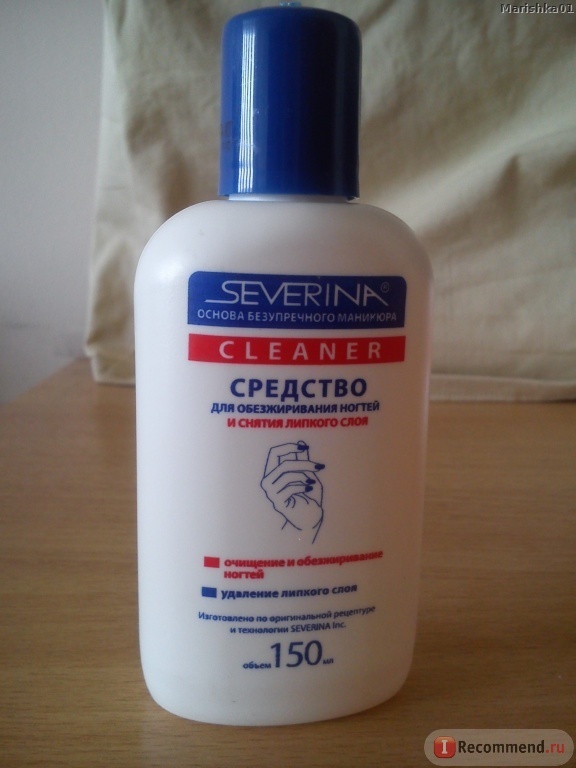 Marishka01
SEVERINA®
ОСНОВА БЕЗУПРЕЧНОГО МАНИКЮРА
CLEANER
СРЕДСТВО
ДЛЯ ОБЕЗЖИРИВАНИЯ НОГТЕЙ
И СНЯТИЯ ЛИПКОГО СЛОЯ
очищение и обезжиривание
ногтей
удаление липкого слоя
Изготовлено по оригинальной рецептуре
и технологии SEVERINA Inc.
объем 150 мл
IRecommend.ru